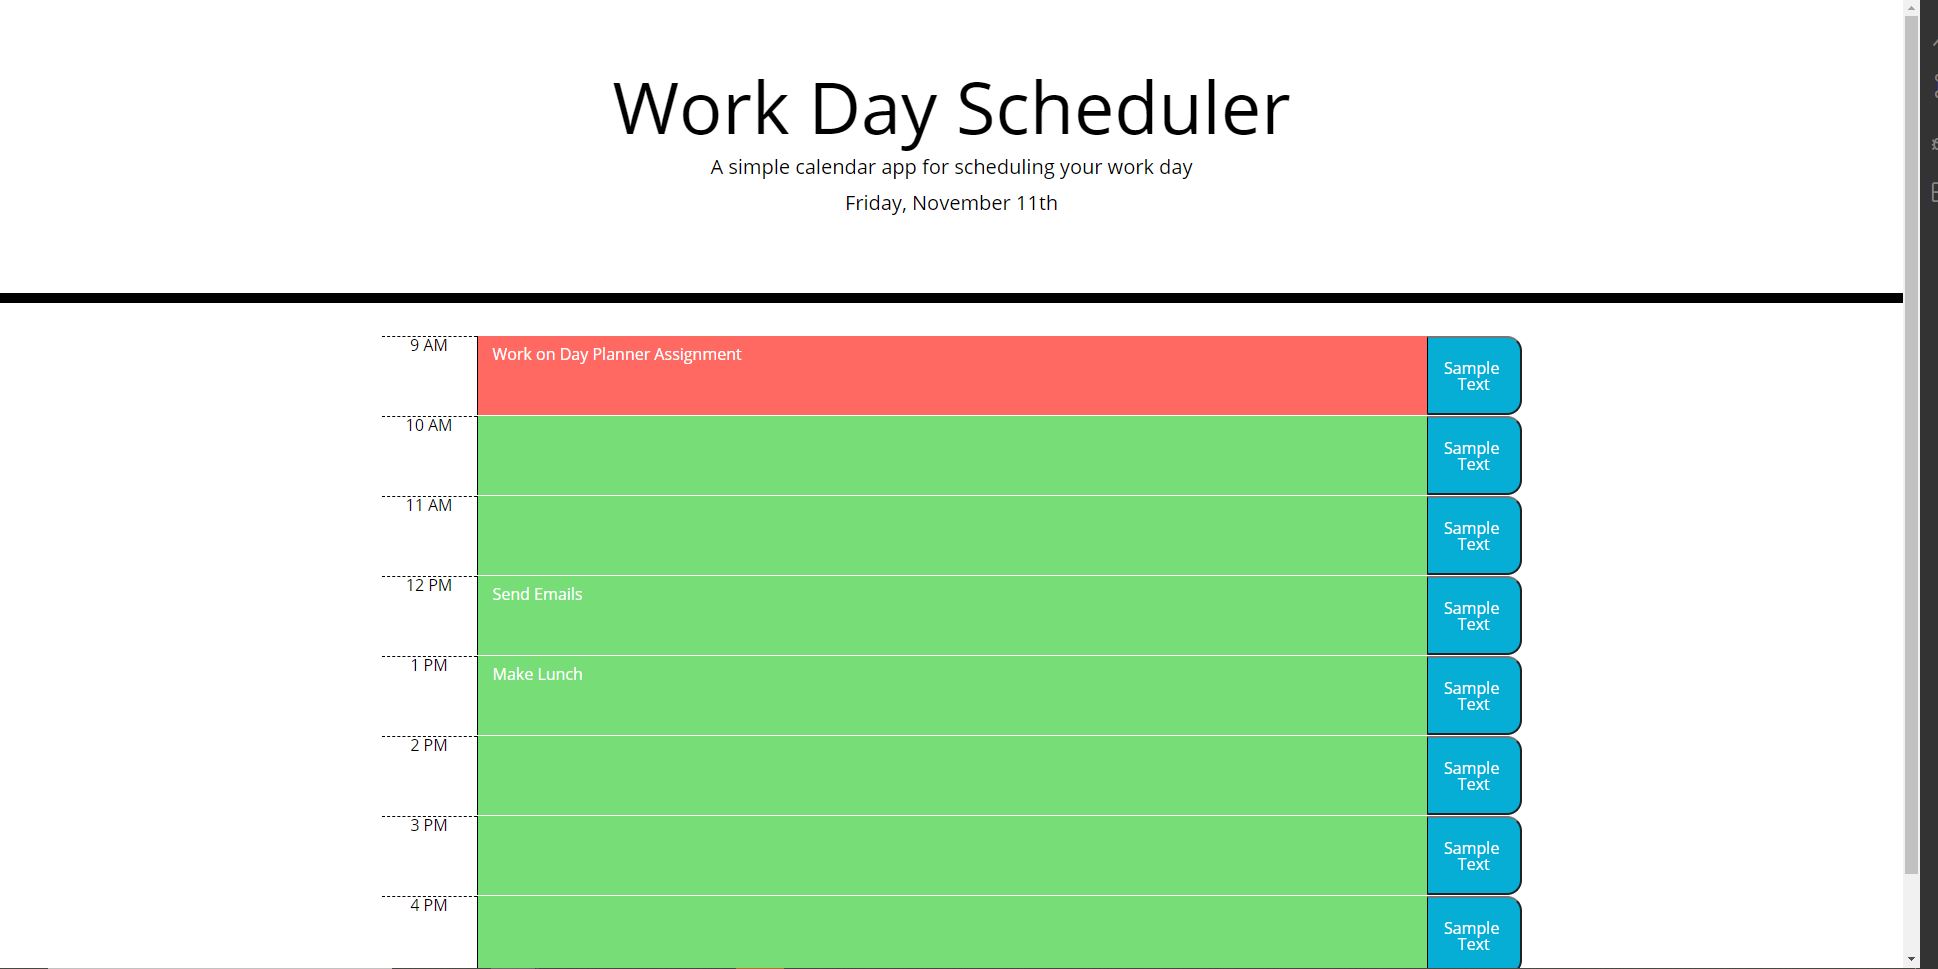 Work Day Scheduler
A simple calendar app for scheduling your work day
Friday, November 11th
9 AM
Work on Day Planner Assignment
Sample
Text
10 AM
Sample
Text
11 AM
Sample
Text
12 PM
Send Emails
Sample
Text
1 PM
Make Lunch
Sample
Text
2 PM
Sample
Text
3 PM
Sample
Text
4 PM
Sample
Text